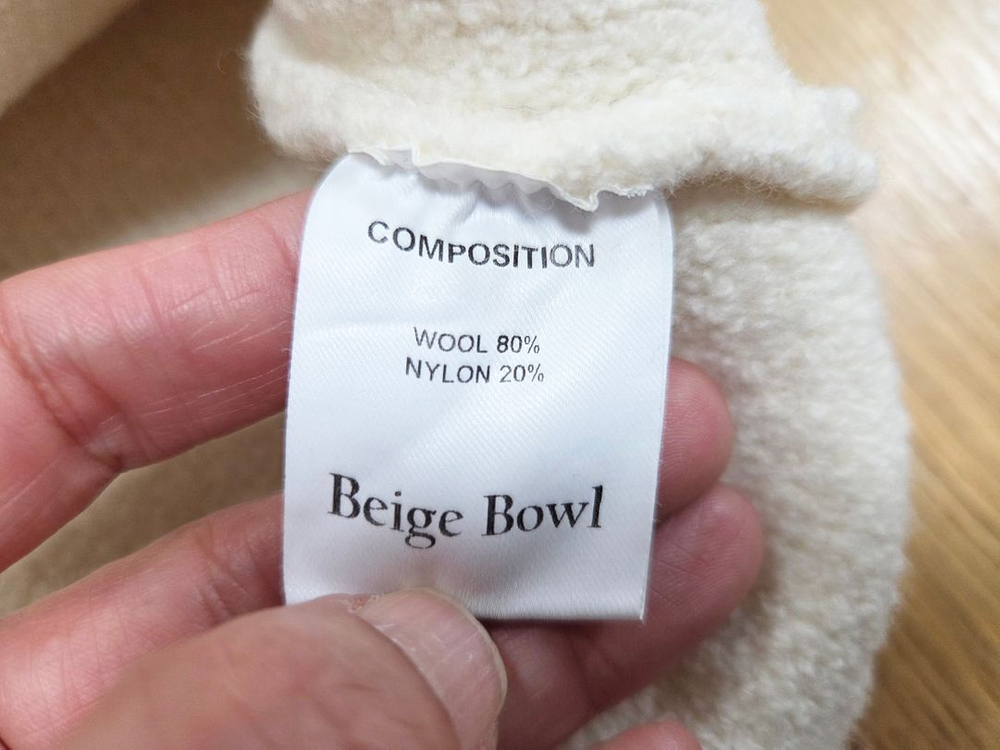 COMPOSITION
WOOL 80%
NYLON 20%
Beige Bowl